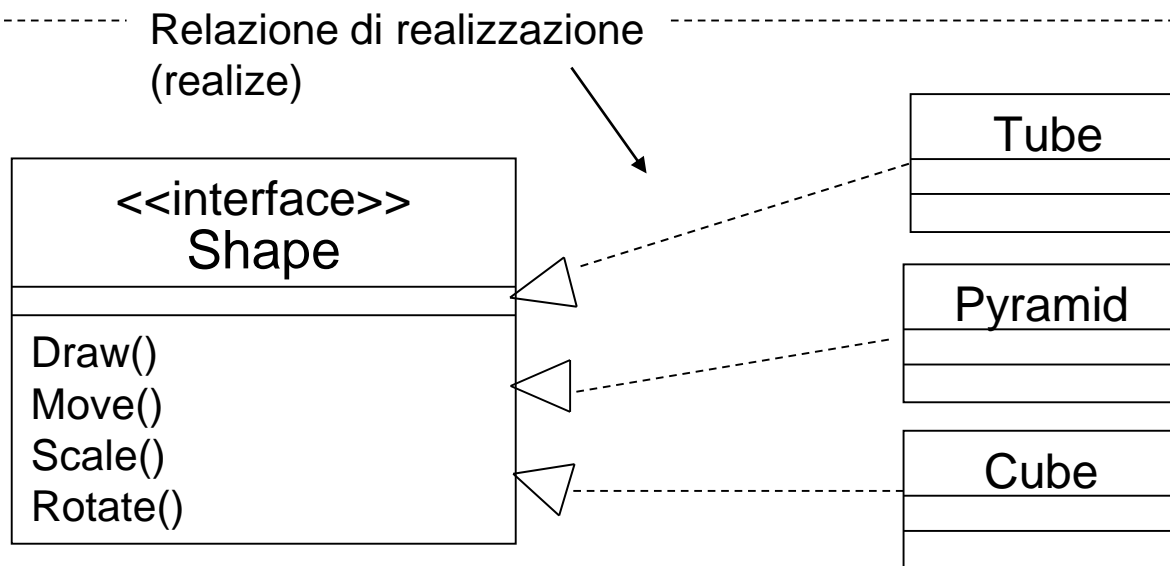 Relazione di realizzazione
(realize)
<<interface>>
Shape
Draw()
Move()
Scale()
Rotate()
Tube
Pyramid
Cube